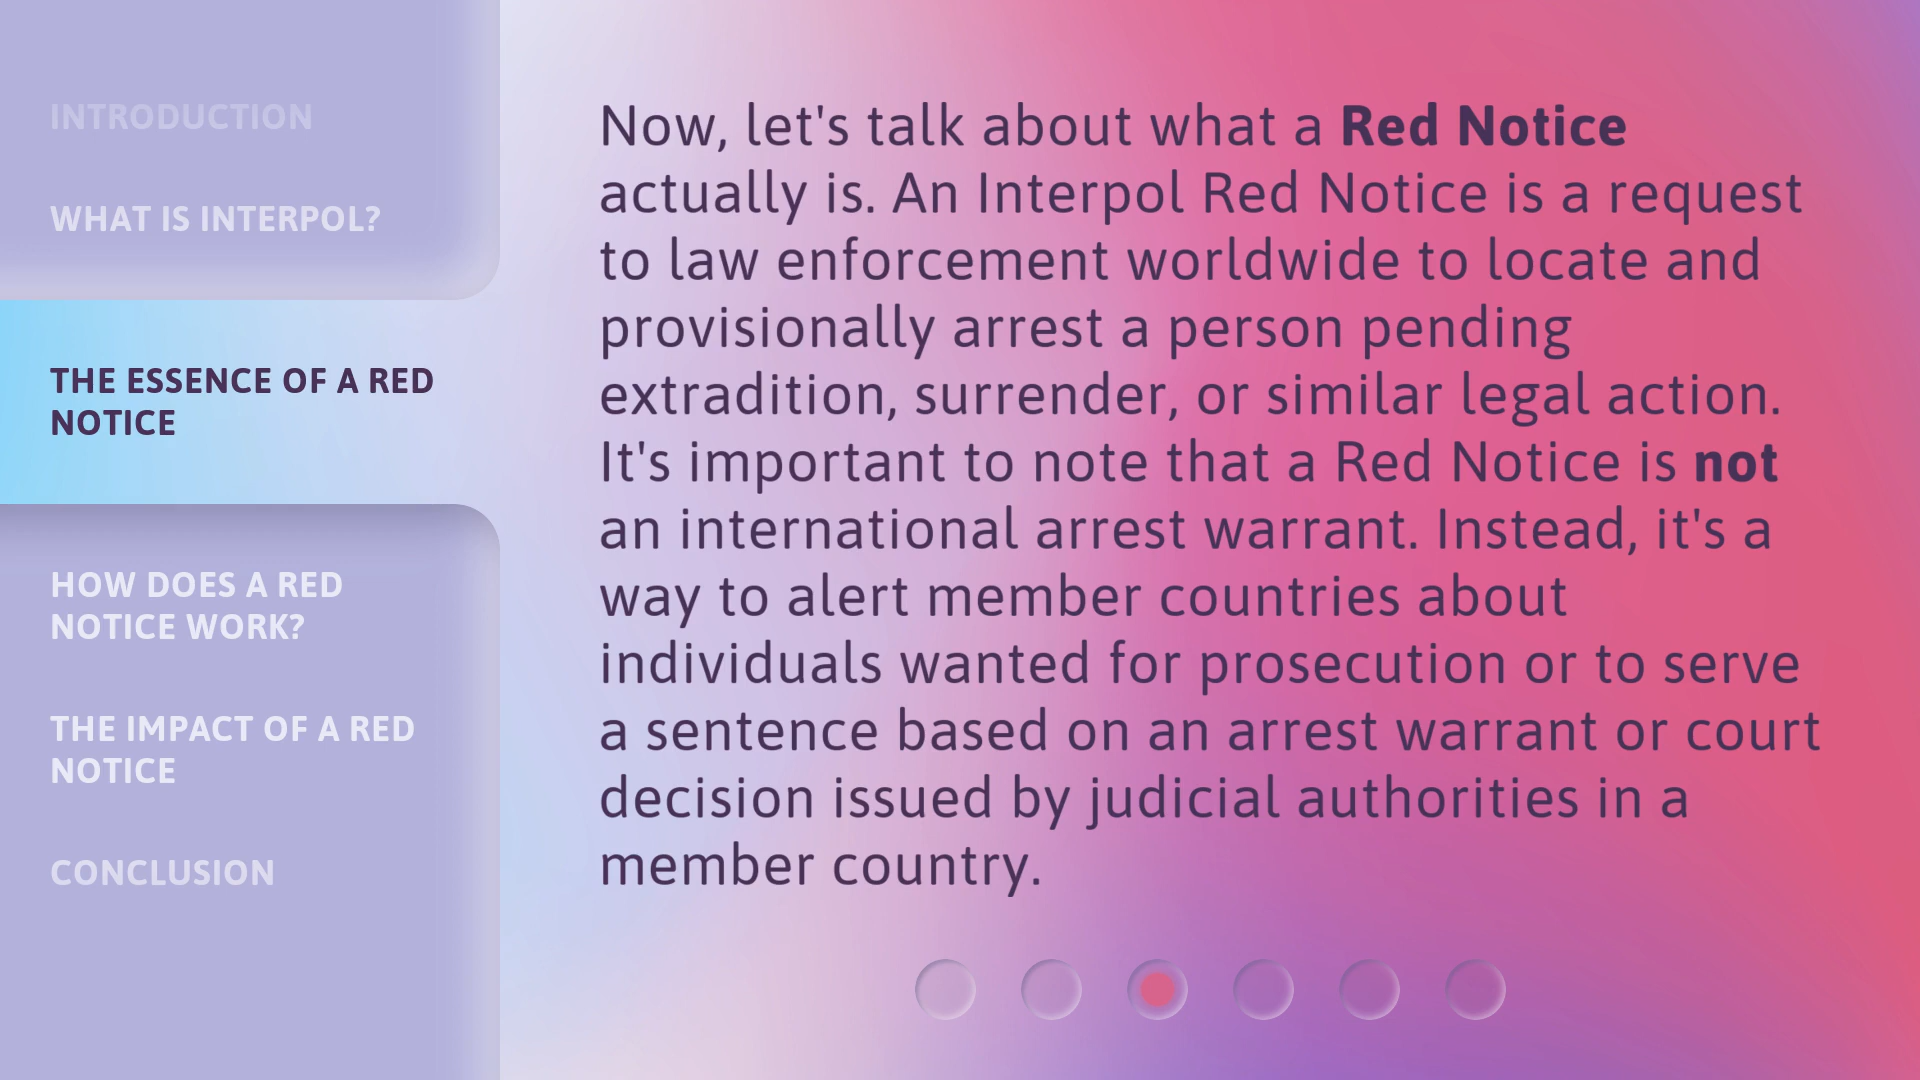 INTRODUCTION
WHAT IS INTERPOL?
THE ESSENCE OF A RED
NOTICE
HOW DOES A RED
NOTICE WORK?
THE IMPACT OF A RED
NOTICE
CONCLUSION
Now, let's talk about what a Red Notice
actually is. An Interpol Red Notice is a request
to law enforcement worldwide to locate and
provisionally arrest a person pending
extradition, surrender, or similar legal action.
It's important to note that a Red Notice is not
an international arrest warrant. Instead, it's a
way to alert member countries about
individuals wanted for prosecution or to serve
a sentence based on an arrest warrant or court
decision issued by judicial authorities in a
member country.